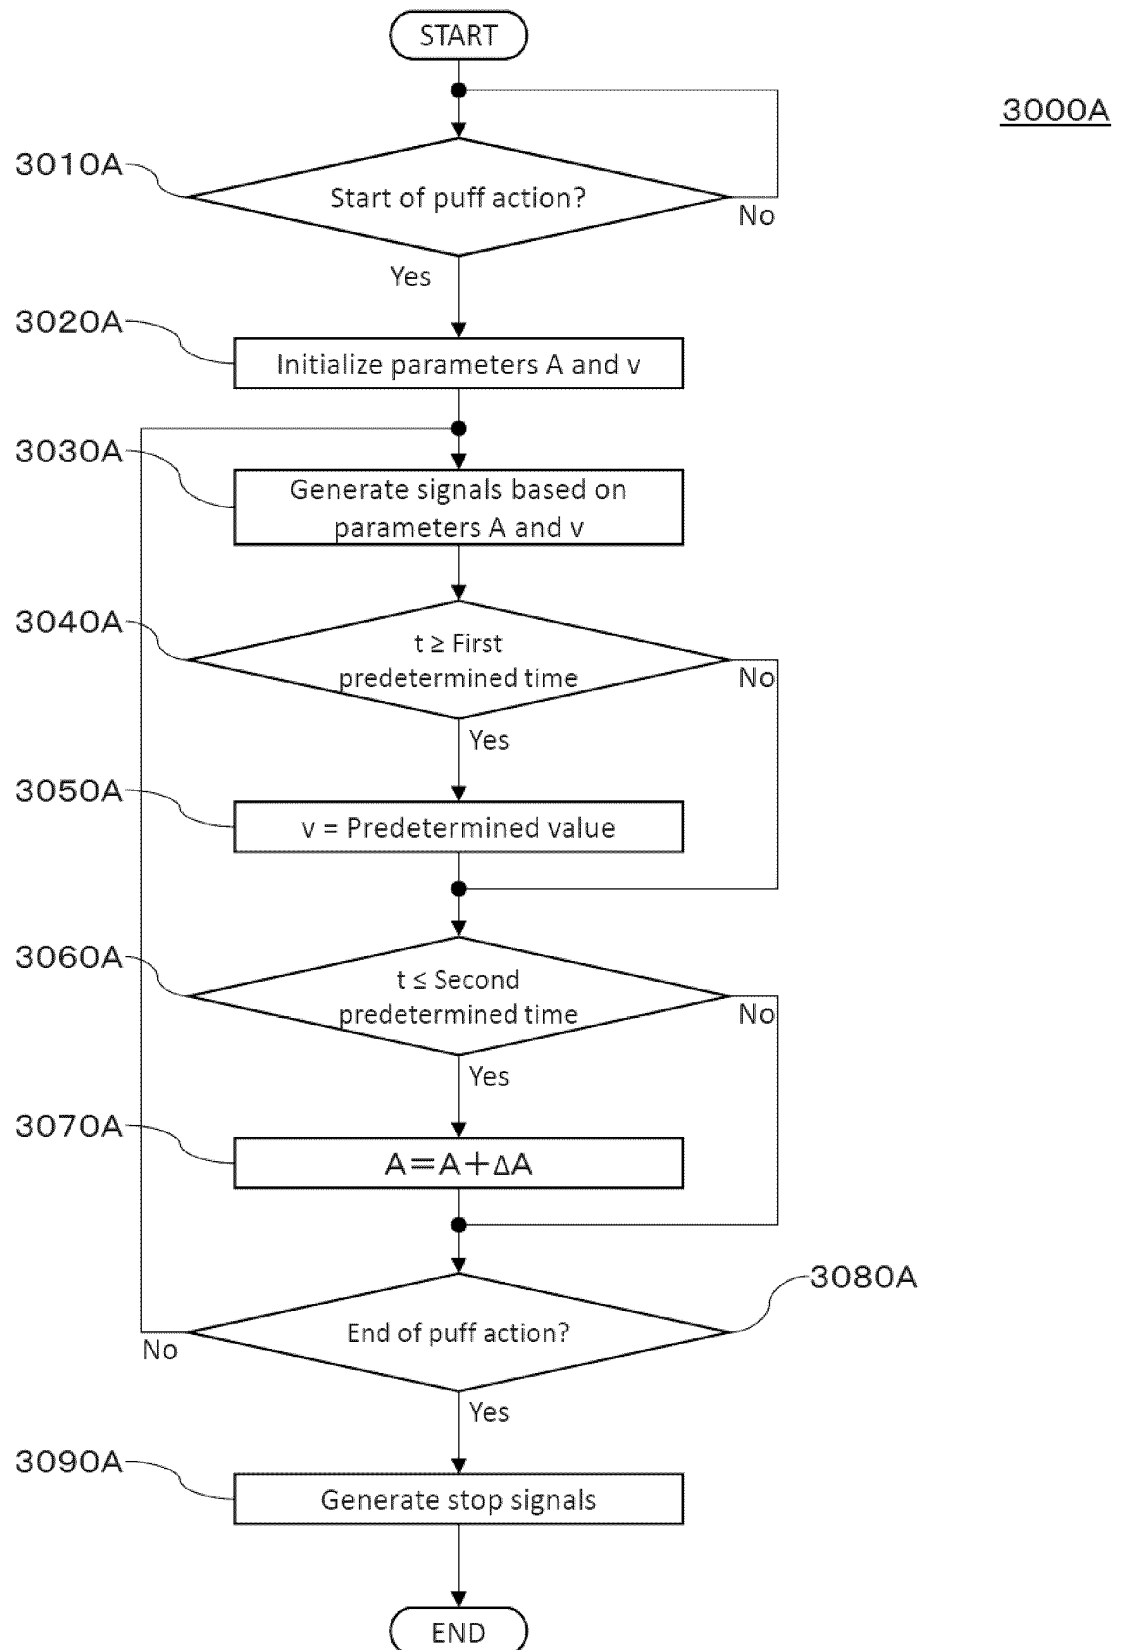 START
3000A
3010A
Start of puff action?
No
Yes
3020A
Initialize parameters A and v
3030A
Generate signals based on
parameters A and v
3040A
t ≥ First
predetermined time
No
Yes
3050A
v = Predetermined value
3060A
t ≤ Second
predetermined time
No
Yes
3070A
A=A+ΔA
3080A
End of puff action?
No
Yes
3090A
Generate stop signals
END